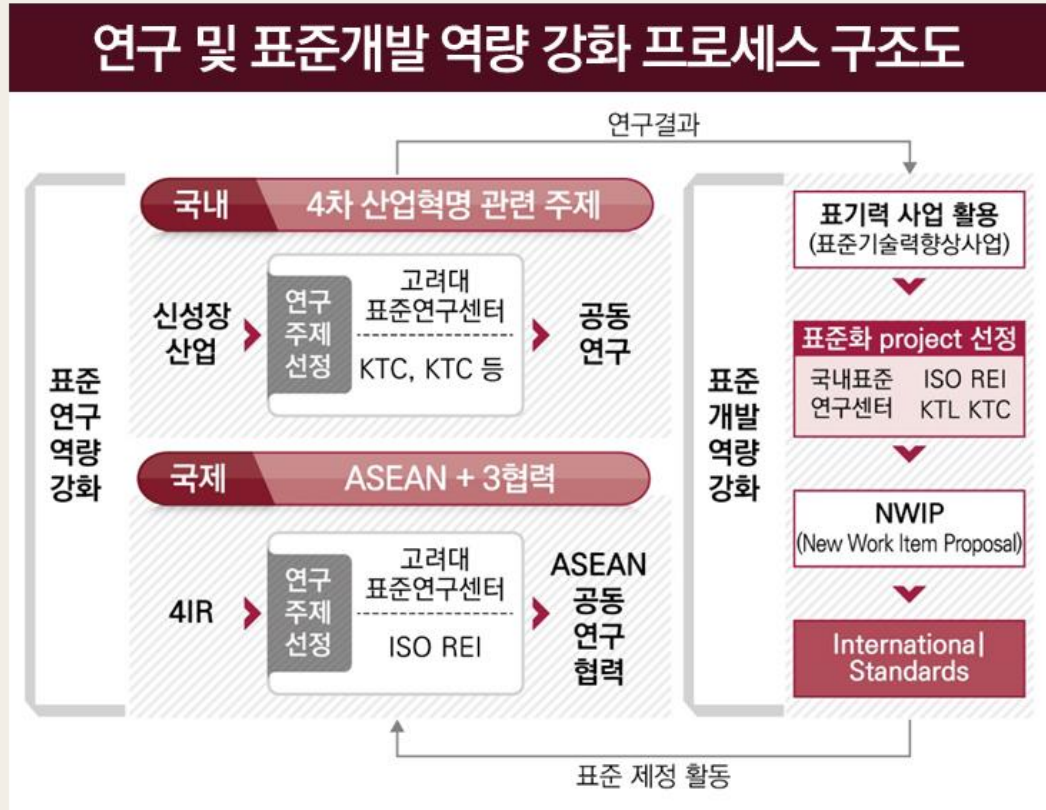 연구 및 표준개발 역량 강화 프로세스 구조도
연구결과
표준
연구
역량
강화
국내 4차 산업혁명 관련 주제
신성장
산업
연구
주제
선정
고려대
표준연구센터
KTC, KTC 등
공동
연구
국제 ASEAN + 3협력
4IR
연구
주제
선정
고려대
표준연구센터
ISO REI
ASEAN
공동
연구
협력
표준
개발
역량
강화
표기력 사업 활용
(표준기술력향상사업)
표준화 project 선정
국내표준 ISO REI
연구센터 KTL KTC
NWIP
(New Work Item Proposal)
International
Standards
표준 제정 활동